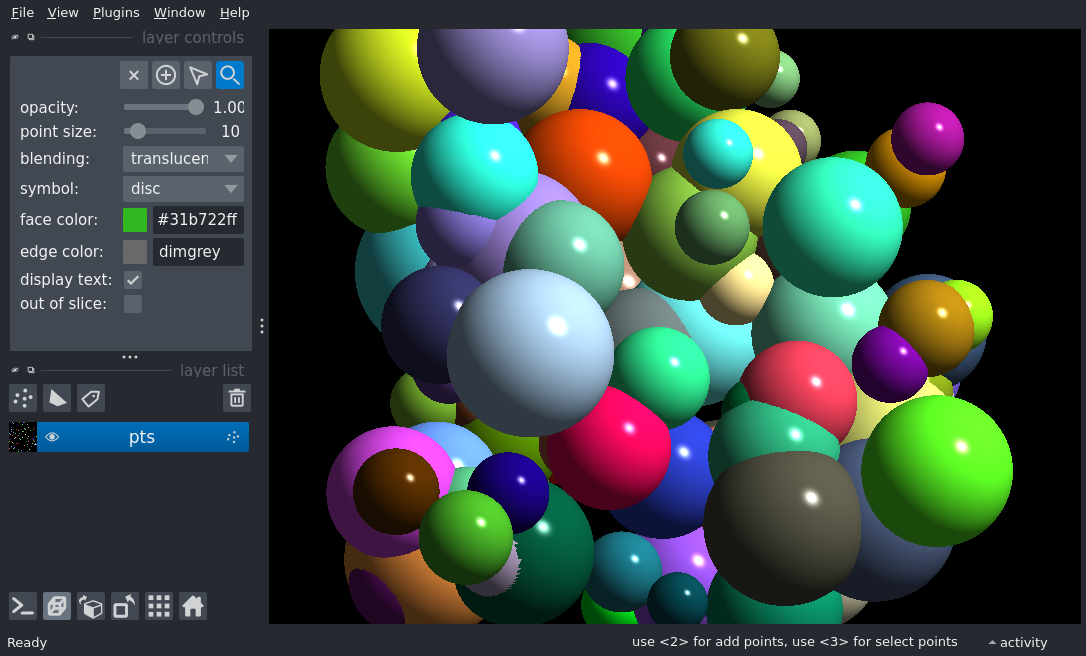 File View Plugins Window Help
layer controls
opacity: 1.00
point size: 10
blending: translucen
symbol: disc
face color: #31b722ff
edge color: dimgrey
display text:
out of slice:
layer list
pts
Ready
use <2> for add points, use <3> for select points
activity